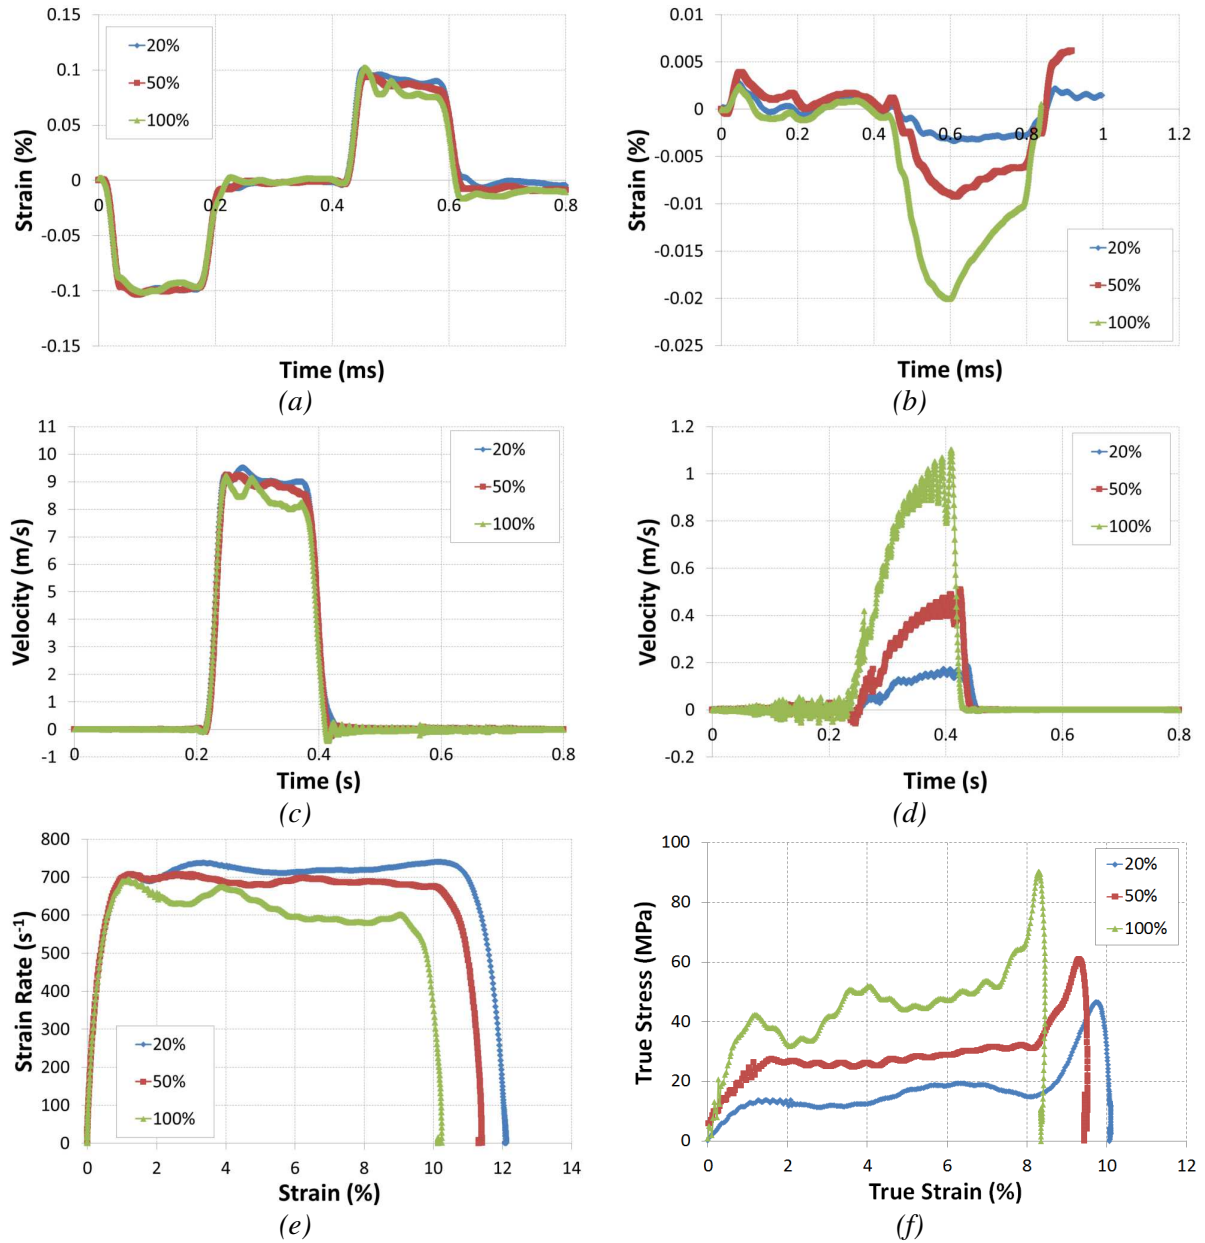 0.15
0.1
0.05
0
-0.05
-0.1
-0.15
0 0.2 0.4 0.6 0.8
Strain (%)
Time (ms)
20%
50%
100%
(a)
0.01
0.005
0
-0.005
-0.01
-0.015
-0.02
-0.025
0 0.2 0.4 0.6 0.8 1 1.2
Strain (%)
Time (ms)
20%
50%
100%
(b)
11
10
9
8
7
6
5
4
3
2
1
0
-1
0 0.2 0.4 0.6 0.8
Velocity (m/s)
Time (s)
20%
50%
100%
(c)
1.2
1
0.8
0.6
0.4
0.2
0
-0.2
0 0.2 0.4 0.6 0.8
Velocity (m/s)
Time (s)
20%
50%
100%
(d)
800
700
600
500
400
300
200
100
0
0 2 4 6 8 10 12 14
Strain Rate (s⁻¹)
Strain (%)
20%
50%
100%
(e)
100
80
60
40
20
0
0 2 4 6 8 10 12
True Stress (MPa)
True Strain (%)
20%
50%
100%
(f)